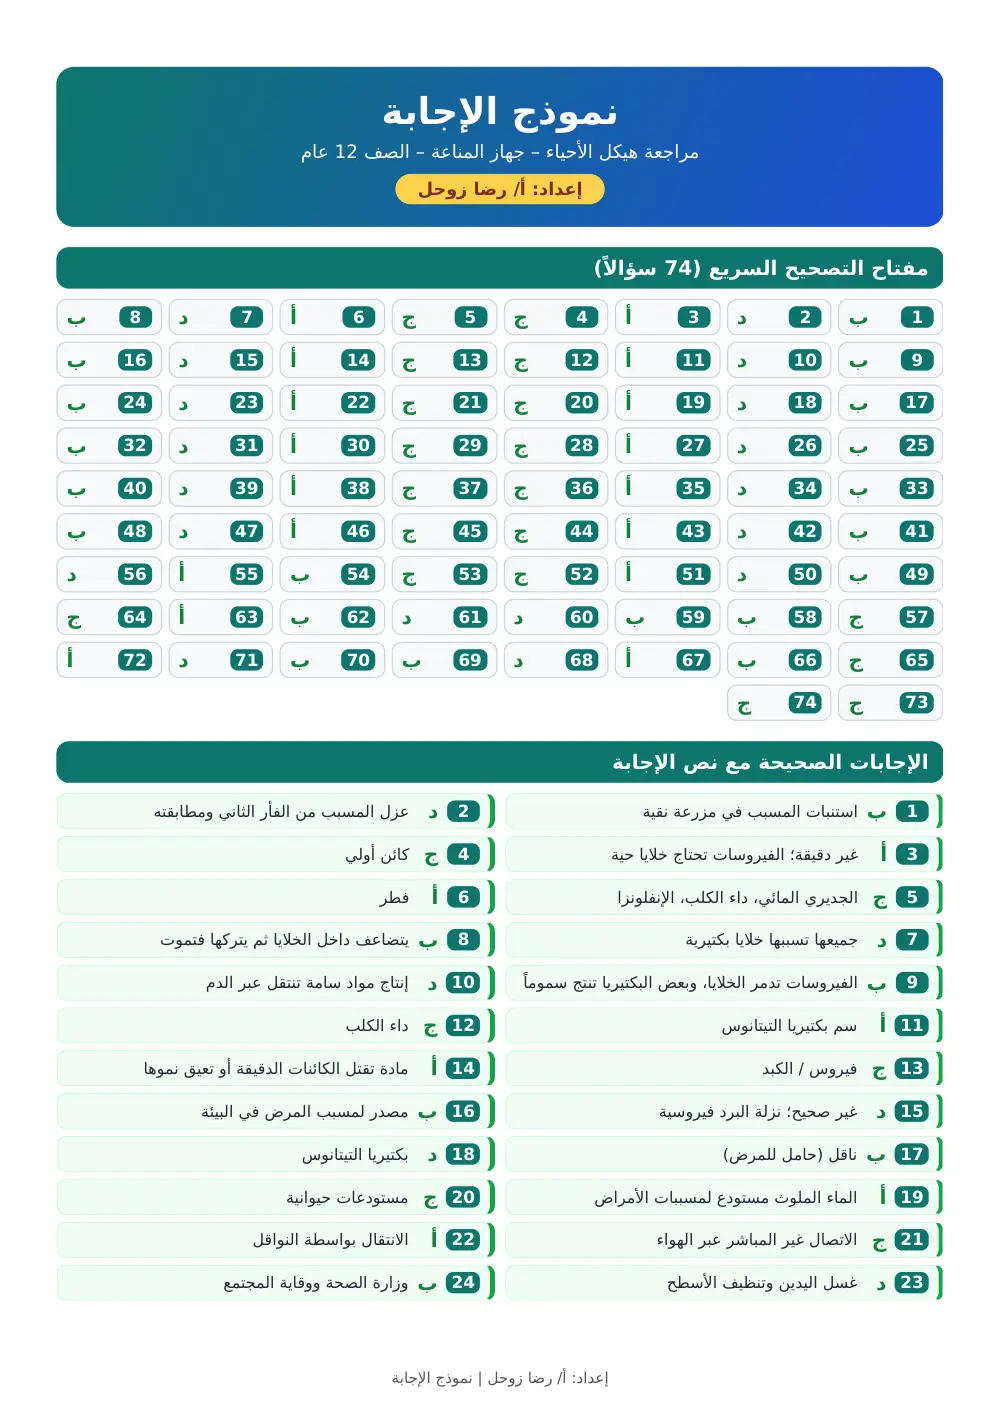 نموذج الإجابة
مراجعة هيكل الأحياء – جهاز المناعة – الصف 12 عام
إعداد: أ/ رضا زوحل
مفتاح التصحيح السريع (74 سؤالاً)
1 ب 2 د 3 أ 4 ج 5 ج 6 أ 7 د 8 ب
9 ب 10 د 11 أ 12 ج 13 ج 14 أ 15 د 16 ب
17 ب 18 د 19 أ 20 ج 21 ج 22 أ 23 د 24 ب
25 ب 26 د 27 أ 28 ج 29 ج 30 أ 31 د 32 ب
33 ب 34 د 35 أ 36 ج 37 ج 38 أ 39 د 40 ب
41 ب 42 د 43 أ 44 ج 45 ج 46 أ 47 د 48 ب
49 ب 50 د 51 أ 52 ج 53 ج 54 ب 55 أ 56 د
57 ج 58 ب 59 ب 60 د 61 د 62 ب 63 أ 64 ج
65 ج 66 ب 67 أ 68 د 69 ب 70 ب 71 د 72 أ
73 ج 74 ج
الإجابات الصحيحة مع نص الإجابة
1 ب استنبات المسبب في مزرعة نقية
2 د عزل المسبب من الفأر الثاني ومطابقته
3 أ غير دقيقة؛ الفيروسات تحتاج خلايا حية
4 ج كائن أولي
5 ج الجديري المائي، داء الكلب، الإنفلونزا
6 أ فطر
7 د جميعها تسببها خلايا بكتيرية
8 ب يتضاعف داخل الخلايا ثم يتركها فتموت
9 ب الفيروسات تدمر الخلايا، وبعض البكتيريا تنتج سموماً
10 د إنتاج مواد سامة تنتقل عبر الدم
11 أ سم بكتيريا التيتانوس
12 ج داء الكلب
13 ج فيروس / الكبد
14 أ مادة تقتل الكائنات الدقيقة أو تعيق نموها
15 د غير صحيح؛ نزلة البرد فيروسية
16 ب مصدر لمسبب المرض في البيئة
17 ب ناقل (حامل للمرض)
18 د بكتيريا التيتانوس
19 أ الماء الملوث مستودع لمسببات الأمراض
20 ج مستودعات حيوانية
21 ج الاتصال غير المباشر عبر الهواء
22 أ الانتقال بواسطة النواقل
23 د غسل اليدين وتنظيف الأسطح
24 ب وزارة الصحة ووقاية المجتمع
إعداد: أ/ رضا زوحل | نموذج الإجابة